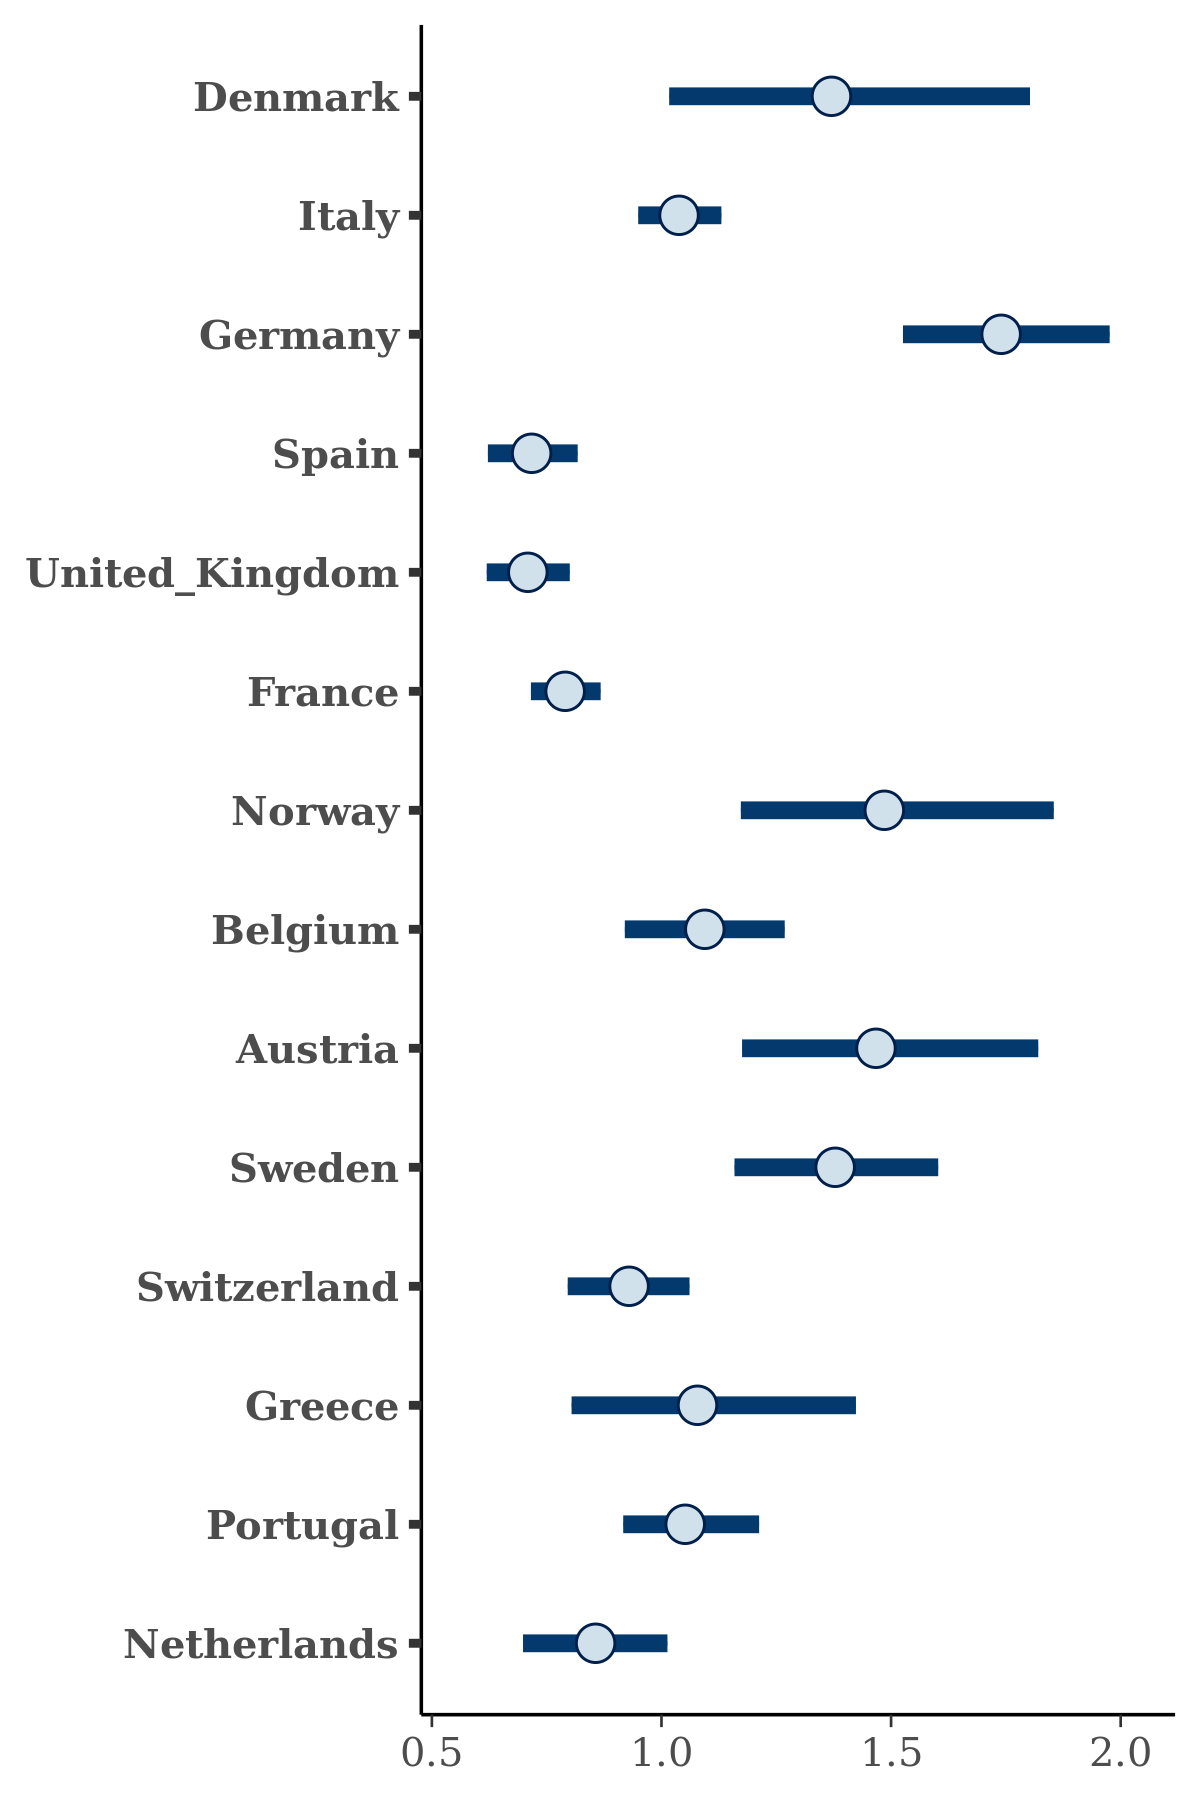 Denmark
Italy
Germany
Spain
United_Kingdom
France
Norway
Belgium
Austria
Sweden
Switzerland
Greece
Portugal
Netherlands
0.5 1.0 1.5 2.0